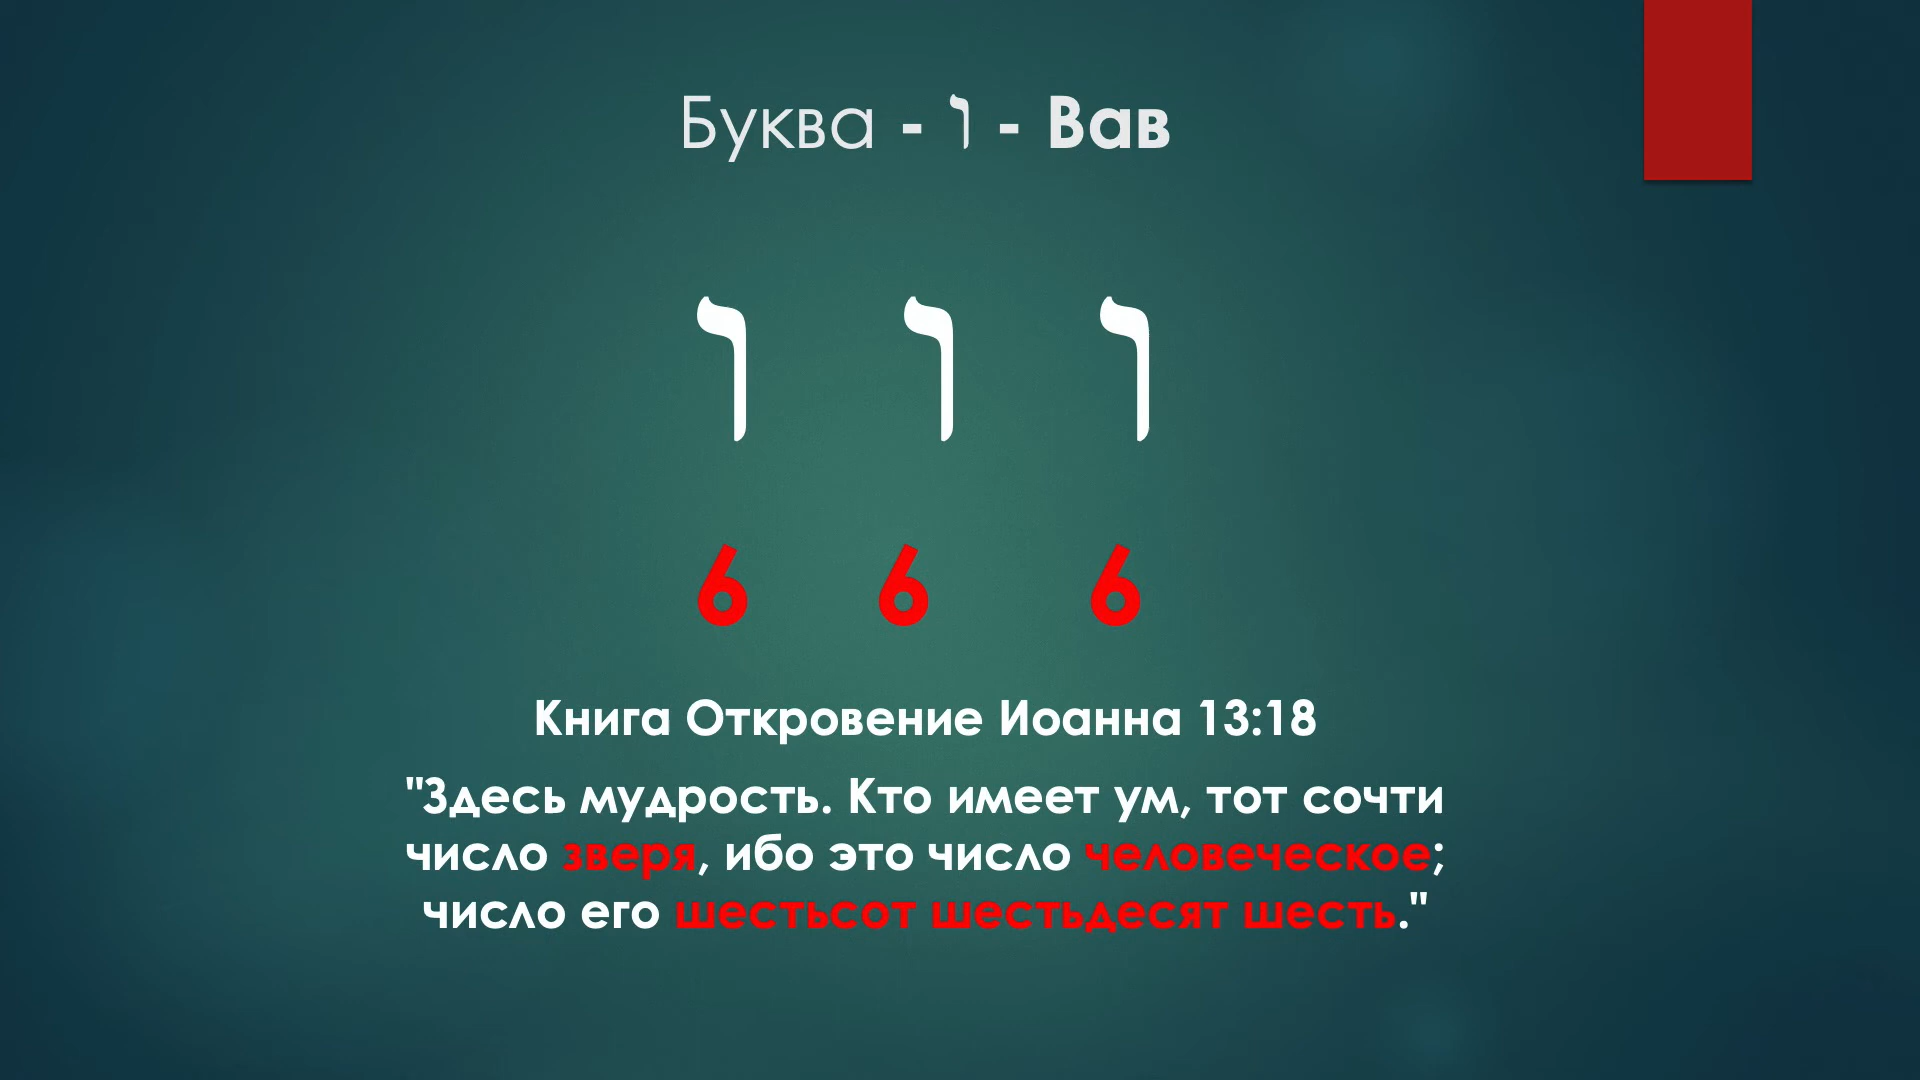 Буква - ו - Вав
ו ו ו
6 6 6
Книга Откровение Иоанна 13:18
"Здесь мудрость. Кто имеет ум, тот сочти
число зверя, ибо это число человеческое;
число его шестьсот шестьдесят шесть."